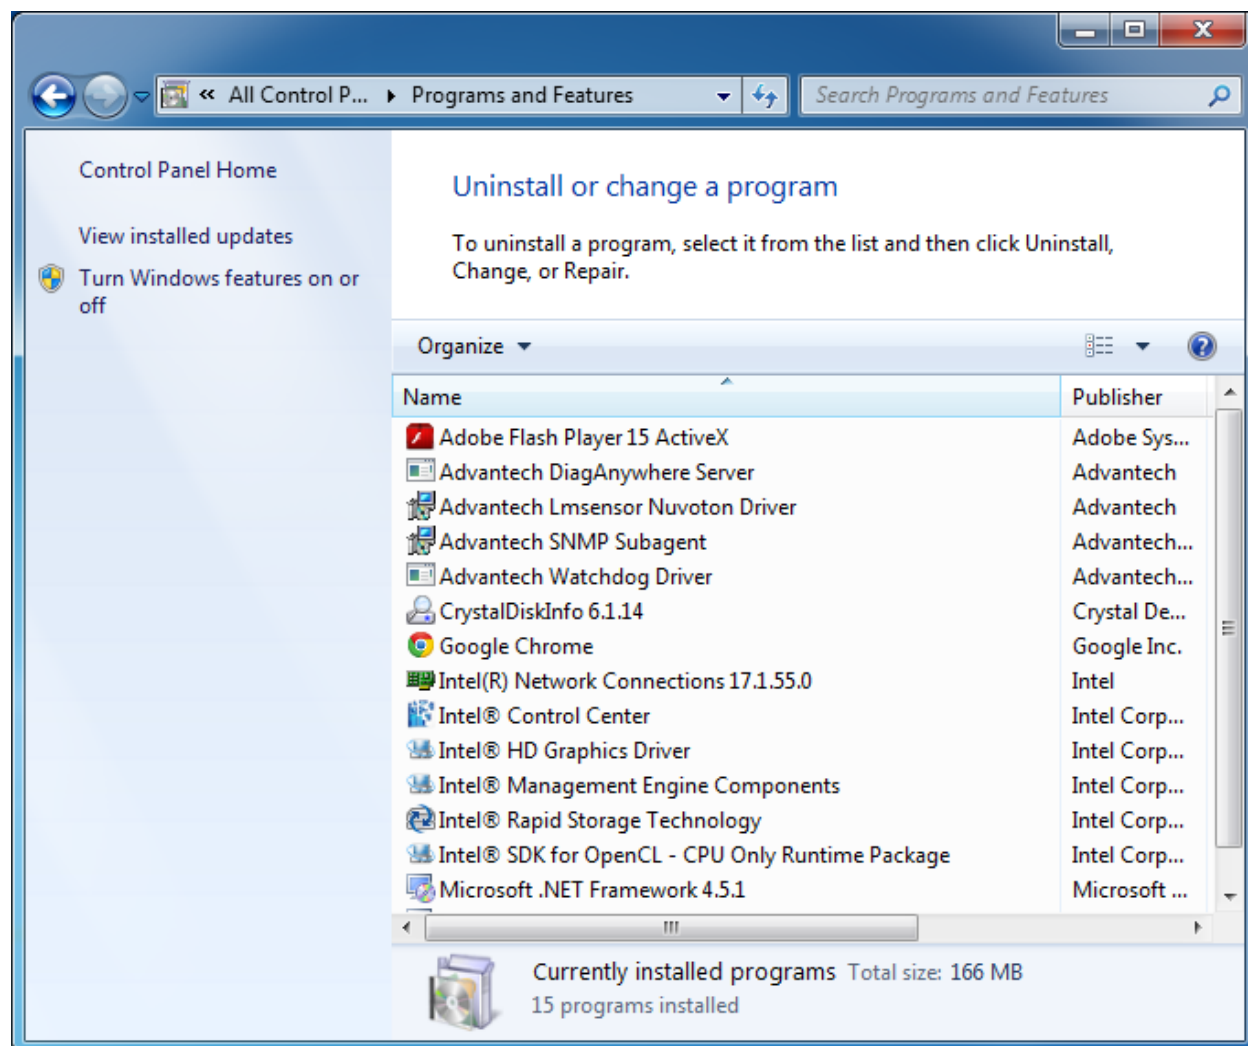 « All Control P... ▸ Programs and Features
Search Programs and Features
Control Panel Home
View installed updates
Turn Windows features on or
off
Uninstall or change a program
To uninstall a program, select it from the list and then click Uninstall,
Change, or Repair.
Organize
Name Publisher
Adobe Flash Player 15 ActiveX Adobe Sys...
Advantech DiagAnywhere Server Advantech
Advantech Lmsensor Nuvoton Driver Advantech
Advantech SNMP Subagent Advantech...
Advantech Watchdog Driver Advantech...
CrystalDiskInfo 6.1.14 Crystal De...
Google Chrome Google Inc.
Intel(R) Network Connections 17.1.55.0 Intel
Intel® Control Center Intel Corp...
Intel® HD Graphics Driver Intel Corp...
Intel® Management Engine Components Intel Corp...
Intel® Rapid Storage Technology Intel Corp...
Intel® SDK for OpenCL - CPU Only Runtime Package Intel Corp...
Microsoft .NET Framework 4.5.1 Microsoft ...
Currently installed programs Total size: 166 MB
15 programs installed